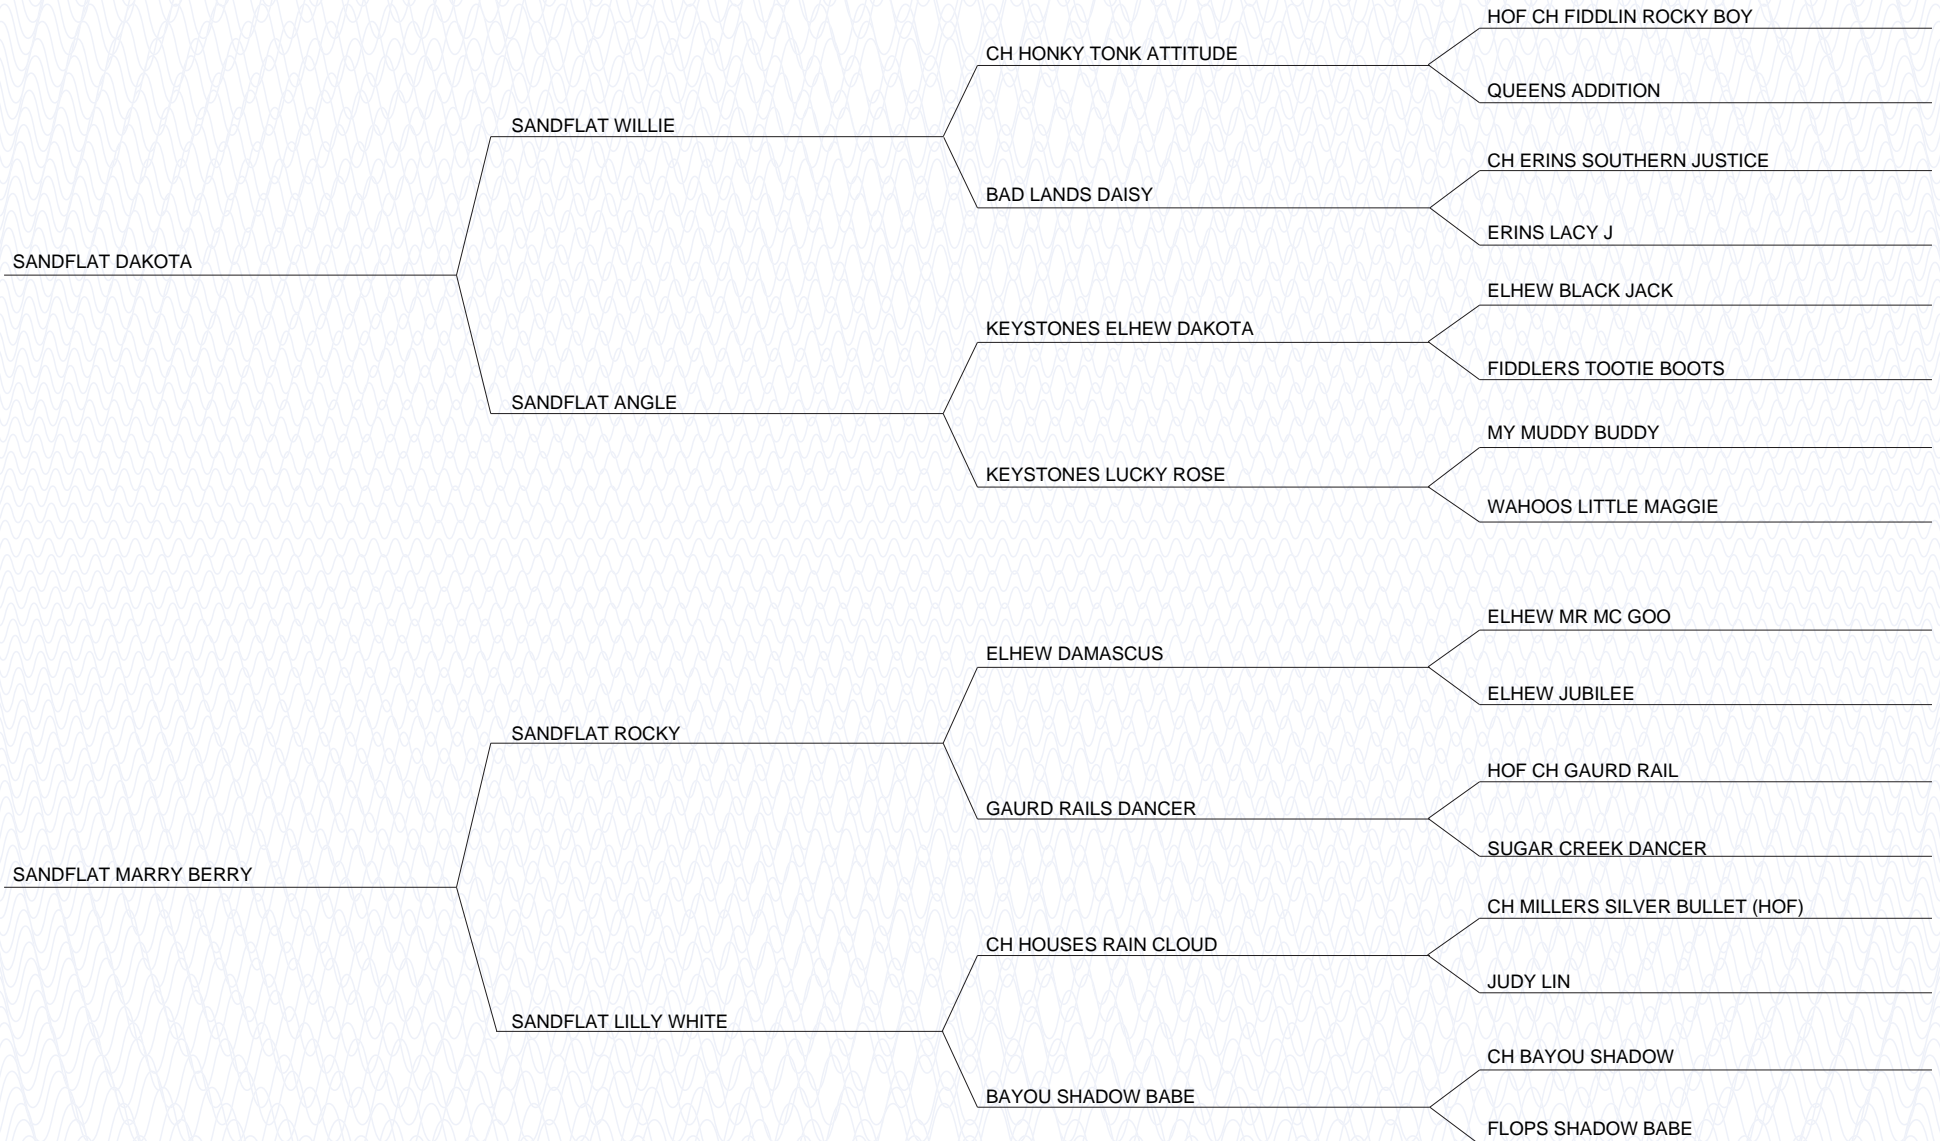 HOF CH FIDDLIN ROCKY BOY
CH HONKY TONK ATTITUDE
QUEENS ADDITION
SANDFLAT WILLIE
CH ERINS SOUTHERN JUSTICE
BAD LANDS DAISY
ERINS LACY J
SANDFLAT DAKOTA
ELHEW BLACK JACK
KEYSTONES ELHEW DAKOTA
FIDDLERS TOOTIE BOOTS
SANDFLAT ANGLE
MY MUDDY BUDDY
KEYSTONES LUCKY ROSE
WAHOOS LITTLE MAGGIE
ELHEW MR MC GOO
ELHEW DAMASCUS
ELHEW JUBILEE
SANDFLAT ROCKY
HOF CH GAURD RAIL
GAURD RAILS DANCER
SUGAR CREEK DANCER
SANDFLAT MARRY BERRY
CH MILLERS SILVER BULLET (HOF)
CH HOUSES RAIN CLOUD
JUDY LIN
SANDFLAT LILLY WHITE
CH BAYOU SHADOW
BAYOU SHADOW BABE
FLOPS SHADOW BABE